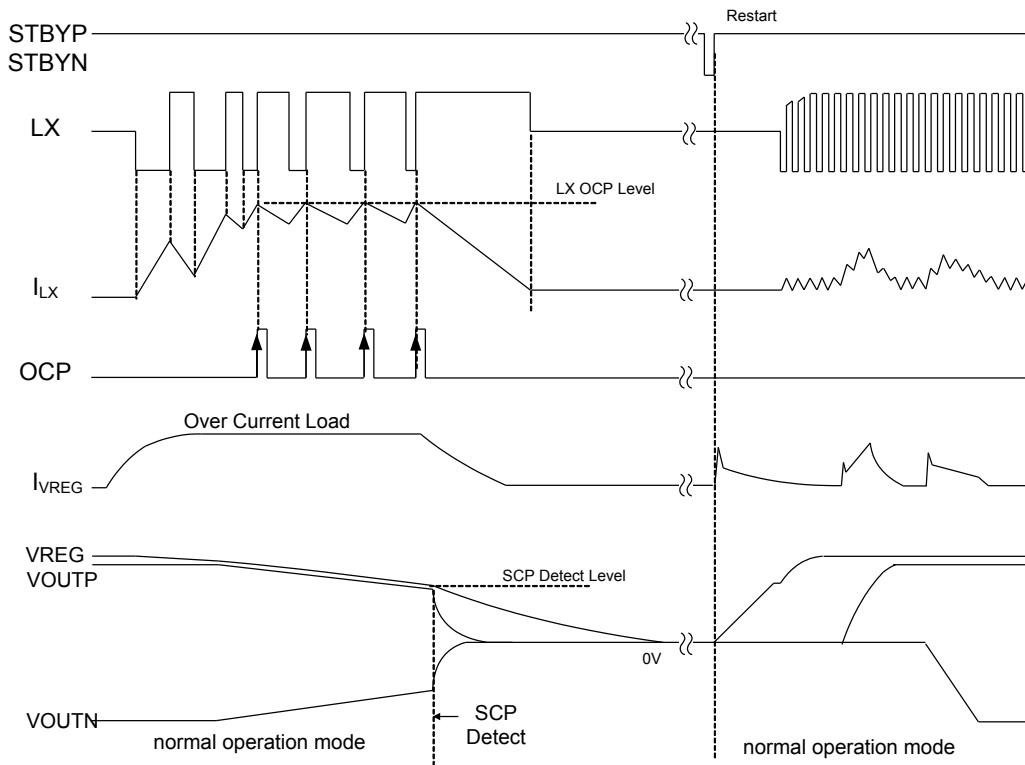 Restart
STBYP
STBYN
LX
LX OCP Level
ILX
OCP
Over Current Load
IVREG
VREG
VOUTP
SCP Detect Level
0V
VOUTN
SCP
Detect
normal operation mode
normal operation mode